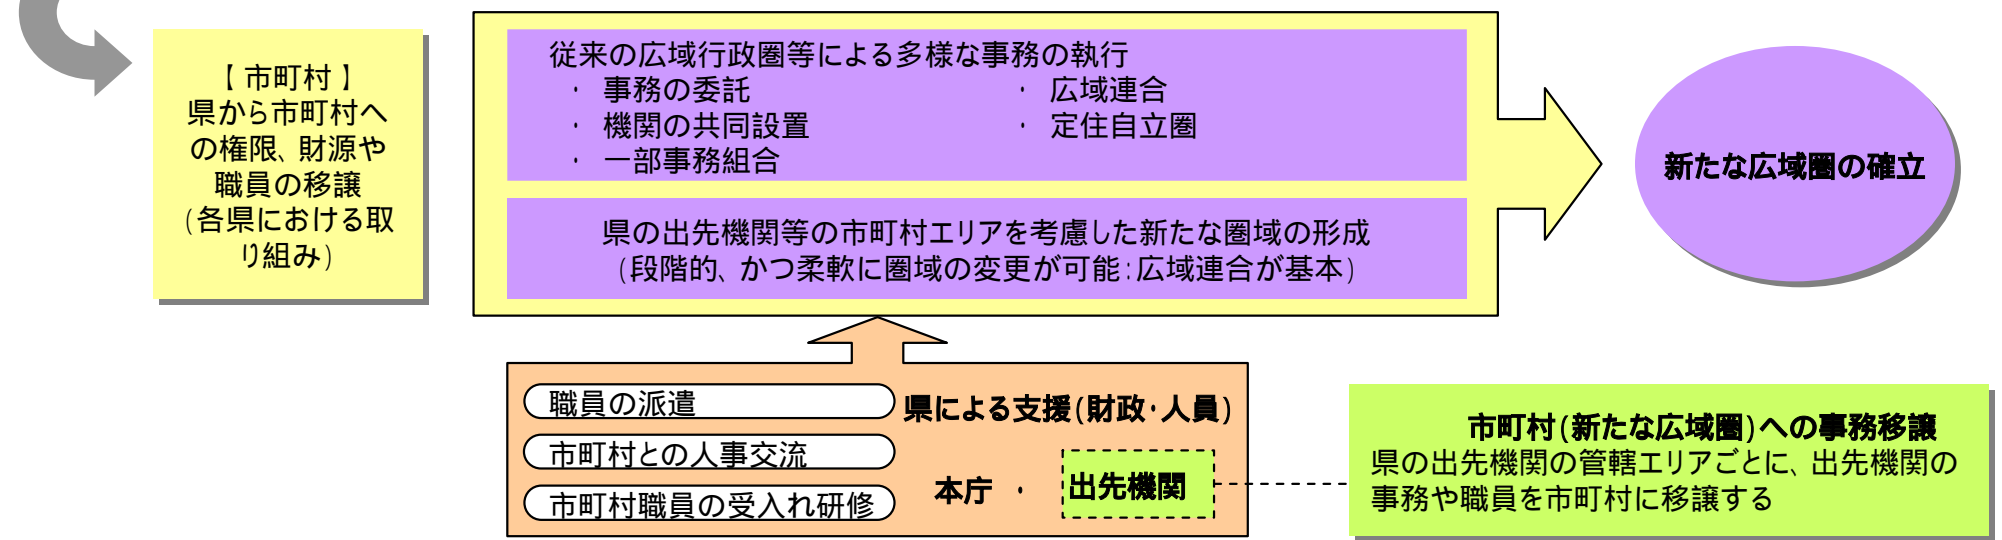 【 市町村 】
県から市町村へ
の権限、財源や
職員の移譲
(各県における取
り組み)
従来の広域行政圏等による多様な事務の執行
・ 事務の委託
・ 機関の共同設置
・ 一部事務組合
・ 広域連合
・ 定住自立圏
県の出先機関等の市町村エリアを考慮した新たな圏域の形成
(段階的、かつ柔軟に圏域の変更が可能:広域連合が基本)
新たな広域圏の確立
職員の派遣
市町村との人事交流
市町村職員の受入れ研修
県による支援(財政・人員)
本庁 ・ 出先機関
市町村(新たな広域圏)への事務移譲
県の出先機関の管轄エリアごとに、出先機関の
事務や職員を市町村に移譲する